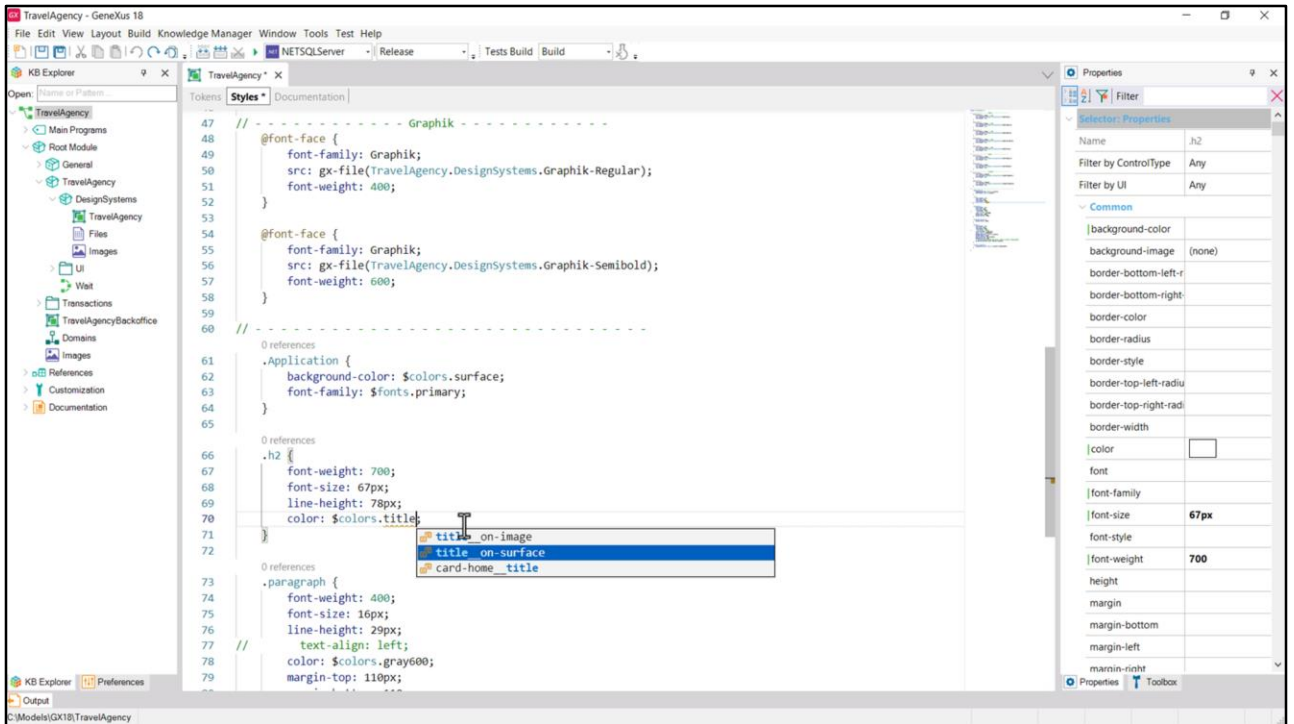 TravelAgency - GeneXus 18
File Edit View Layout Build Knowledge Manager Window Tools Test Help
NETSQLServer Release Tests Build Build
KB Explorer
Open: Name or Pattern...
TravelAgency
Main Programs
Root Module
General
TravelAgency
DesignSystems
TravelAgency
Files
Images
UI
Wait
Transactions
TravelAgencyBackoffice
Domains
Images
References
Customization
Documentation
KB Explorer Preferences
TravelAgency *
Tokens Styles * Documentation
47 // - - - - - - - - - - - - Graphik - - - - - - - - - - - -
48 @font-face {
49 font-family: Graphik;
50 src: gx-file(TravelAgency.DesignSystems.Graphik-Regular);
51 font-weight: 400;
52 }
53
54 @font-face {
55 font-family: Graphik;
56 src: gx-file(TravelAgency.DesignSystems.Graphik-Semibold);
57 font-weight: 600;
58 }
59
60 // - - - - - - - - - - - - - - - - - - - - - - - - - - - - - - -
0 references
61 .Application {
62 background-color: $colors.surface;
63 font-family: $fonts.primary;
64 }
65
0 references
66 .h2 {
67 font-weight: 700;
68 font-size: 67px;
69 line-height: 78px;
70 color: $colors.title;
71 }
title__on-image
title__on-surface
card-home__title
72
0 references
73 .paragraph {
74 font-weight: 400;
75 font-size: 16px;
76 line-height: 29px;
77 // text-align: left;
78 color: $colors.gray600;
79 margin-top: 110px;
Properties
Filter
Selector: Properties
Name .h2
Filter by ControlType Any
Filter by UI Any
Common
background-color
background-image (none)
border-bottom-left-r
border-bottom-right-
border-color
border-radius
border-style
border-top-left-radiu
border-top-right-radi
border-width
color
font
font-family
font-size 67px
font-style
font-weight 700
height
margin
margin-bottom
margin-left
margin-right
Properties Toolbox
Output
C:\Models\GX18\TravelAgency